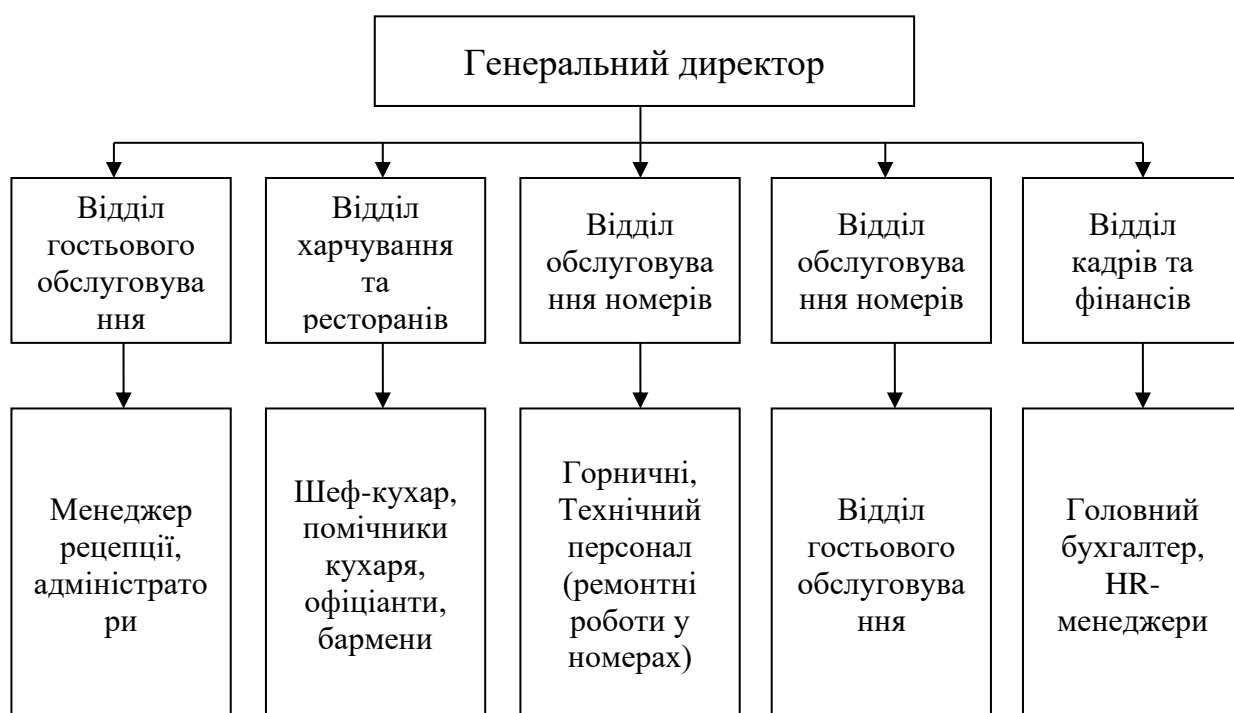 Генеральний директор
Відділ
гостьового
обслуговува
ння
Відділ
харчування
та
ресторанів
Відділ
обслуговува
ння номерів
Відділ
обслуговува
ння номерів
Відділ
кадрів та
фінансів
Менеджер
рецепції,
адміністрато
ри
Шеф-кухар,
помічники
кухаря,
офіціанти,
бармени
Горничні,
Технічний
персонал
(ремонтні
роботи у
номерах)
Відділ
гостьового
обслуговува
ння
Головний
бухгалтер,
HR-
менеджери